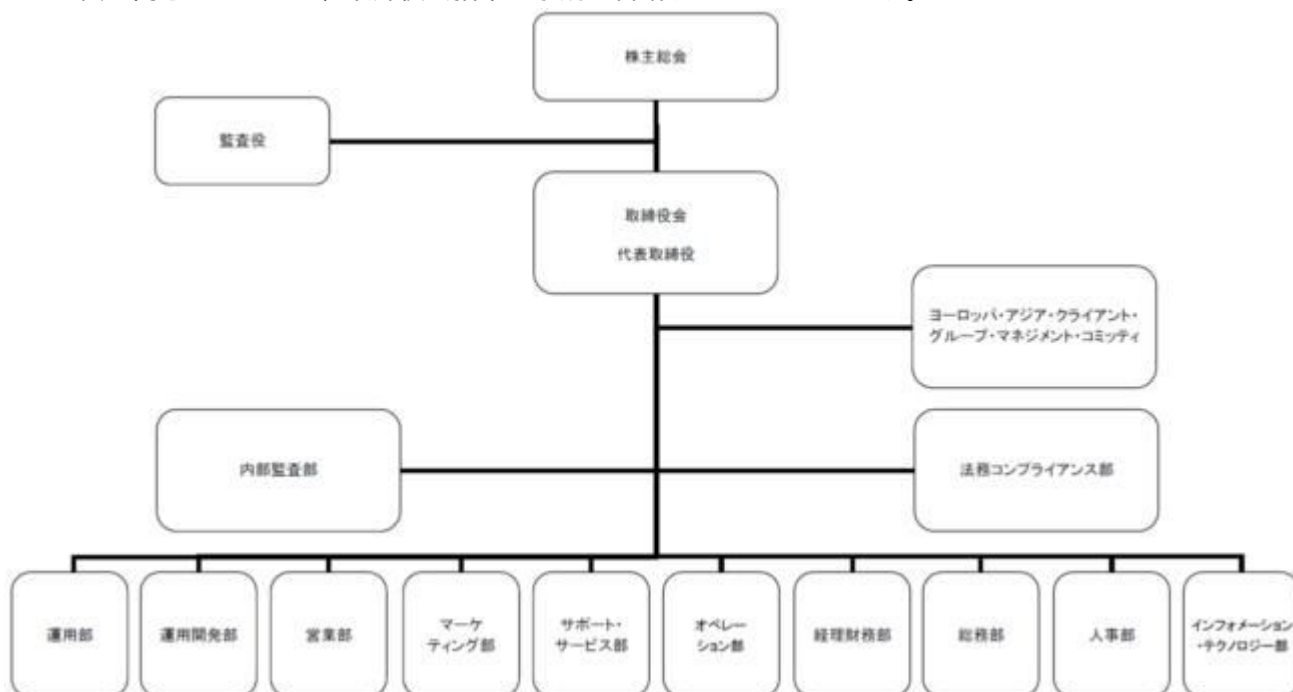 株主総会
監査役
取締役会
代表取締役
ヨーロッパ・アジア・クライアント・
グループ・マネジメント・コミッティ
内部監査部
法務コンプライアンス部
運用部
運用開発部
営業部
マーケ
ティング部
サポート・
サービス部
オペレー
ション部
経理財務部
総務部
人事部
インフォメーション
・テクノロジー部